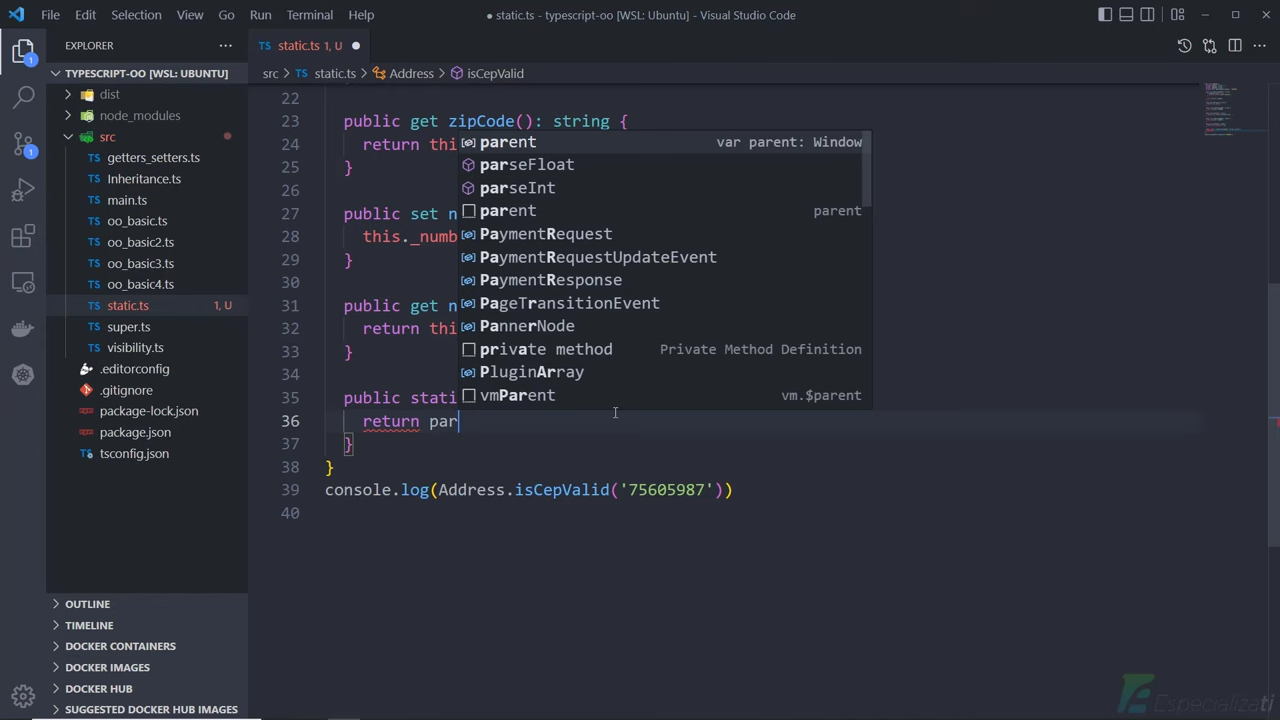 File Edit Selection View Go Run Terminal Help
● static.ts - typescript-oo [WSL: Ubuntu] - Visual Studio Code
EXPLORER
static.ts 1, U
TYPESCRIPT-OO [WSL: UBUNTU]
src > static.ts > Address > isCepValid
dist
node_modules
src
getters_setters.ts
Inheritance.ts
main.ts
oo_basic.ts
oo_basic2.ts
oo_basic3.ts
oo_basic4.ts
static.ts 1, U
super.ts
visibility.ts
.editorconfig
.gitignore
package-lock.json
package.json
tsconfig.json
OUTLINE
TIMELINE
DOCKER CONTAINERS
DOCKER IMAGES
DOCKER HUB
SUGGESTED DOCKER HUB IMAGES
22
23 public get zipCode(): string {
24 return thi
25 }
26
27 public set n
28 this._numb
29 }
30
31 public get n
32 return thi
33 }
34
35 public stati
36 return par
37 }
38 }
39 console.log(Address.isCepValid('75605987'))
40
parent var parent: Window
parseFloat
parseInt
parent parent
PaymentRequest
PaymentRequestUpdateEvent
PaymentResponse
PageTransitionEvent
PannerNode
private method Private Method Definition
PluginArray
vmParent vm.$parent
Especializati